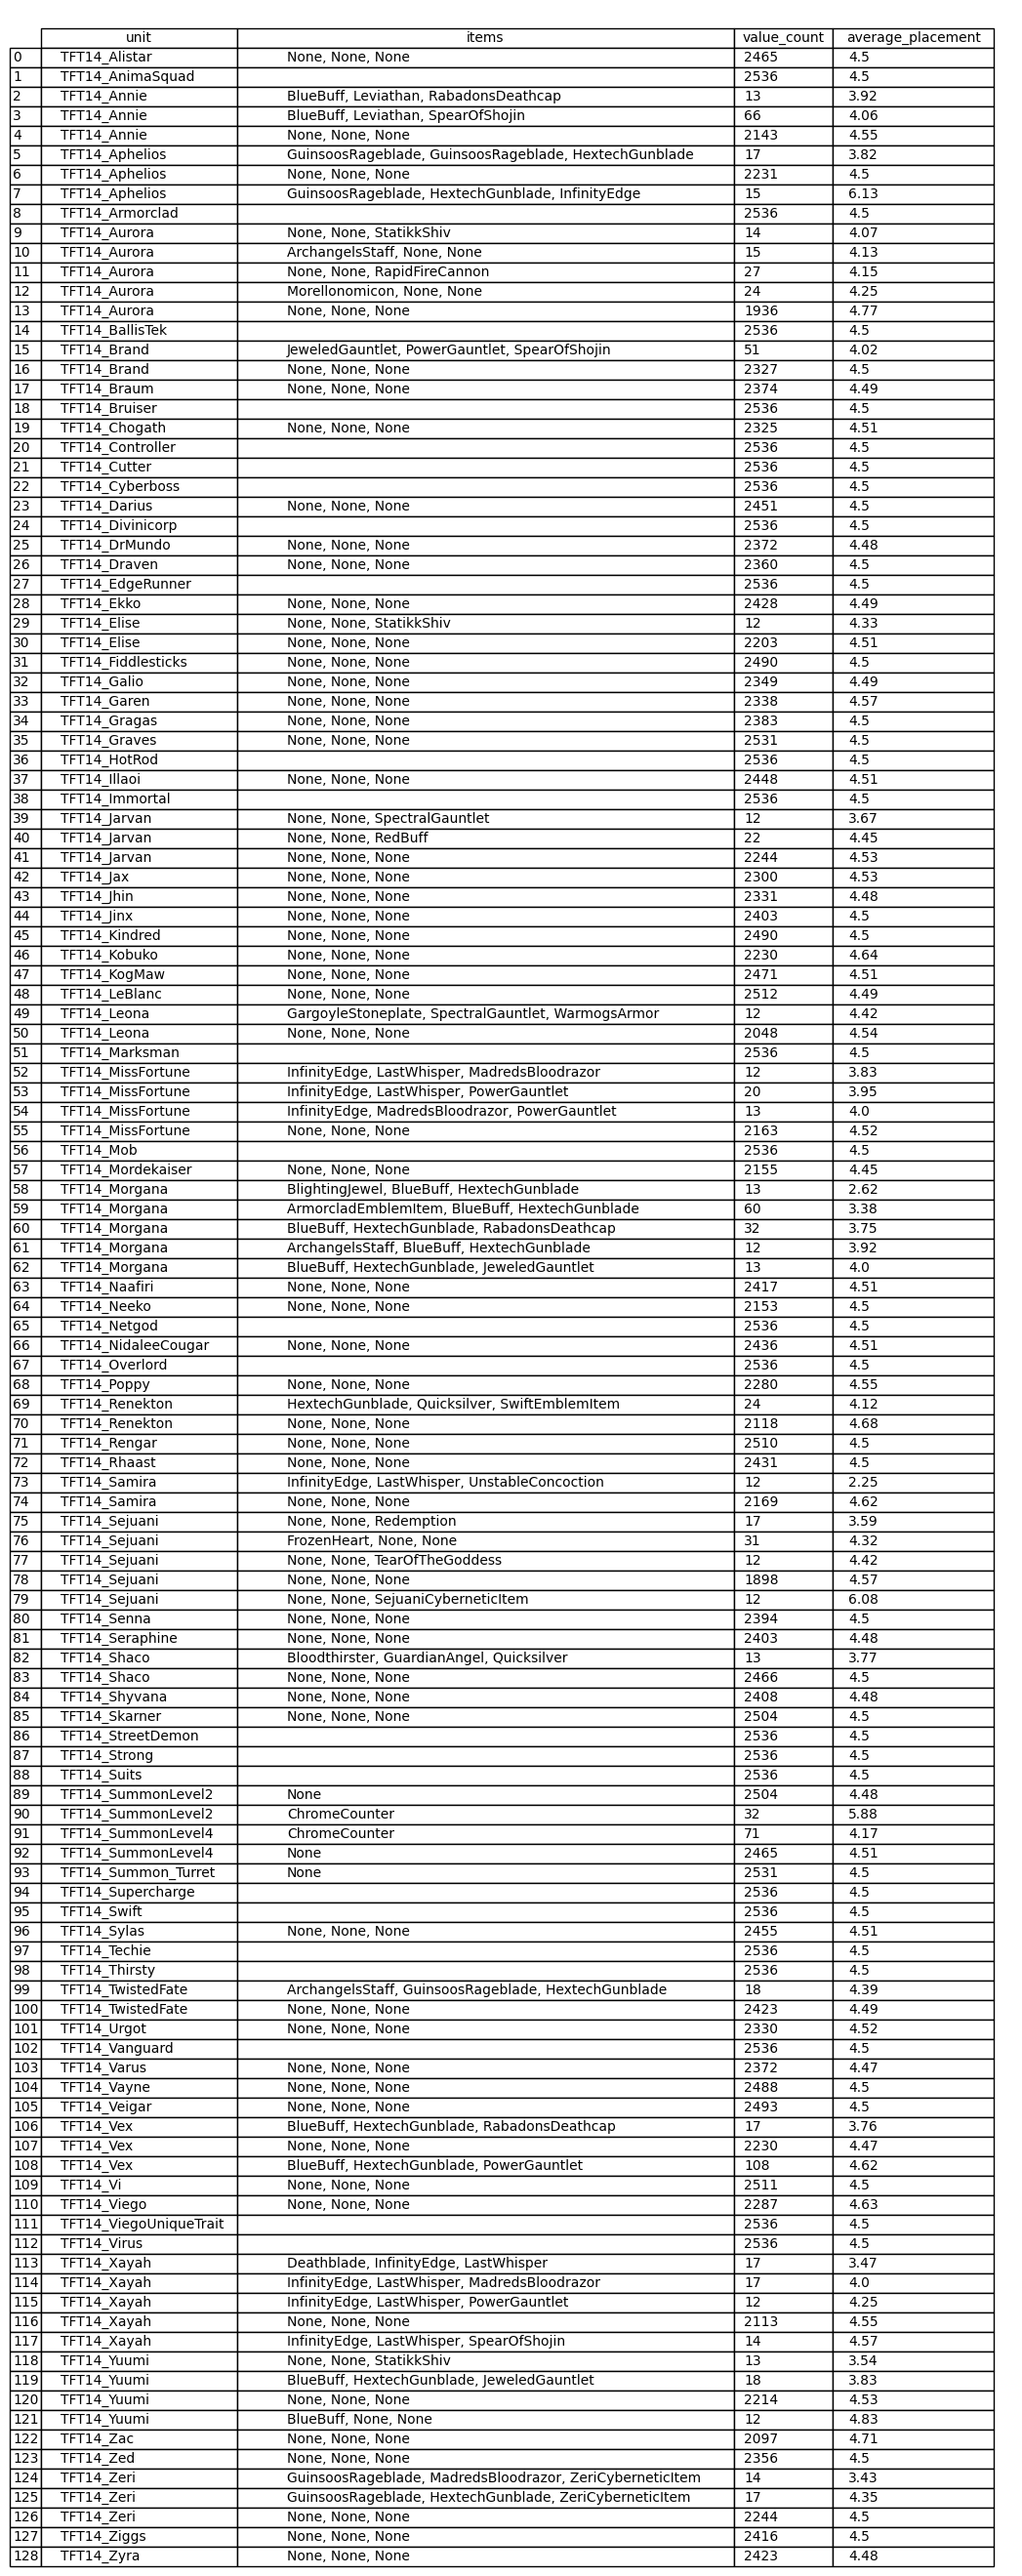 unit items value_count average_placement
0 TFT14_Alistar None, None, None 2465 4.5
1 TFT14_AnimaSquad 2536 4.5
2 TFT14_Annie BlueBuff, Leviathan, RabadonsDeathcap 13 3.92
3 TFT14_Annie BlueBuff, Leviathan, SpearOfShojin 66 4.06
4 TFT14_Annie None, None, None 2143 4.55
5 TFT14_Aphelios GuinsoosRageblade, GuinsoosRageblade, HextechGunblade 17 3.82
6 TFT14_Aphelios None, None, None 2231 4.5
7 TFT14_Aphelios GuinsoosRageblade, HextechGunblade, InfinityEdge 15 6.13
8 TFT14_Armorclad 2536 4.5
9 TFT14_Aurora None, None, StatikkShiv 14 4.07
10 TFT14_Aurora ArchangelsStaff, None, None 15 4.13
11 TFT14_Aurora None, None, RapidFireCannon 27 4.15
12 TFT14_Aurora Morellonomicon, None, None 24 4.25
13 TFT14_Aurora None, None, None 1936 4.77
14 TFT14_BallisTek 2536 4.5
15 TFT14_Brand JeweledGauntlet, PowerGauntlet, SpearOfShojin 51 4.02
16 TFT14_Brand None, None, None 2327 4.5
17 TFT14_Braum None, None, None 2374 4.49
18 TFT14_Bruiser 2536 4.5
19 TFT14_Chogath None, None, None 2325 4.51
20 TFT14_Controller 2536 4.5
21 TFT14_Cutter 2536 4.5
22 TFT14_Cyberboss 2536 4.5
23 TFT14_Darius None, None, None 2451 4.5
24 TFT14_Divinicorp 2536 4.5
25 TFT14_DrMundo None, None, None 2372 4.48
26 TFT14_Draven None, None, None 2360 4.5
27 TFT14_EdgeRunner 2536 4.5
28 TFT14_Ekko None, None, None 2428 4.49
29 TFT14_Elise None, None, StatikkShiv 12 4.33
30 TFT14_Elise None, None, None 2203 4.51
31 TFT14_Fiddlesticks None, None, None 2490 4.5
32 TFT14_Galio None, None, None 2349 4.49
33 TFT14_Garen None, None, None 2338 4.57
34 TFT14_Gragas None, None, None 2383 4.5
35 TFT14_Graves None, None, None 2531 4.5
36 TFT14_HotRod 2536 4.5
37 TFT14_Illaoi None, None, None 2448 4.51
38 TFT14_Immortal 2536 4.5
39 TFT14_Jarvan None, None, SpectralGauntlet 12 3.67
40 TFT14_Jarvan None, None, RedBuff 22 4.45
41 TFT14_Jarvan None, None, None 2244 4.53
42 TFT14_Jax None, None, None 2300 4.53
43 TFT14_Jhin None, None, None 2331 4.48
44 TFT14_Jinx None, None, None 2403 4.5
45 TFT14_Kindred None, None, None 2490 4.5
46 TFT14_Kobuko None, None, None 2230 4.64
47 TFT14_KogMaw None, None, None 2471 4.51
48 TFT14_LeBlanc None, None, None 2512 4.49
49 TFT14_Leona GargoyleStoneplate, SpectralGauntlet, WarmogsArmor 12 4.42
50 TFT14_Leona None, None, None 2048 4.54
51 TFT14_Marksman 2536 4.5
52 TFT14_MissFortune InfinityEdge, LastWhisper, MadredsBloodrazor 12 3.83
53 TFT14_MissFortune InfinityEdge, LastWhisper, PowerGauntlet 20 3.95
54 TFT14_MissFortune InfinityEdge, MadredsBloodrazor, PowerGauntlet 13 4.0
55 TFT14_MissFortune None, None, None 2163 4.52
56 TFT14_Mob 2536 4.5
57 TFT14_Mordekaiser None, None, None 2155 4.45
58 TFT14_Morgana BlightingJewel, BlueBuff, HextechGunblade 13 2.62
59 TFT14_Morgana ArmorcladEmblemItem, BlueBuff, HextechGunblade 60 3.38
60 TFT14_Morgana BlueBuff, HextechGunblade, RabadonsDeathcap 32 3.75
61 TFT14_Morgana ArchangelsStaff, BlueBuff, HextechGunblade 12 3.92
62 TFT14_Morgana BlueBuff, HextechGunblade, JeweledGauntlet 13 4.0
63 TFT14_Naafiri None, None, None 2417 4.51
64 TFT14_Neeko None, None, None 2153 4.5
65 TFT14_Netgod 2536 4.5
66 TFT14_NidaleeCougar None, None, None 2436 4.51
67 TFT14_Overlord 2536 4.5
68 TFT14_Poppy None, None, None 2280 4.55
69 TFT14_Renekton HextechGunblade, Quicksilver, SwiftEmblemItem 24 4.12
70 TFT14_Renekton None, None, None 2118 4.68
71 TFT14_Rengar None, None, None 2510 4.5
72 TFT14_Rhaast None, None, None 2431 4.5
73 TFT14_Samira InfinityEdge, LastWhisper, UnstableConcoction 12 2.25
74 TFT14_Samira None, None, None 2169 4.62
75 TFT14_Sejuani None, None, Redemption 17 3.59
76 TFT14_Sejuani FrozenHeart, None, None 31 4.32
77 TFT14_Sejuani None, None, TearOfTheGoddess 12 4.42
78 TFT14_Sejuani None, None, None 1898 4.57
79 TFT14_Sejuani None, None, SejuaniCyberneticItem 12 6.08
80 TFT14_Senna None, None, None 2394 4.5
81 TFT14_Seraphine None, None, None 2403 4.48
82 TFT14_Shaco Bloodthirster, GuardianAngel, Quicksilver 13 3.77
83 TFT14_Shaco None, None, None 2466 4.5
84 TFT14_Shyvana None, None, None 2408 4.48
85 TFT14_Skarner None, None, None 2504 4.5
86 TFT14_StreetDemon 2536 4.5
87 TFT14_Strong 2536 4.5
88 TFT14_Suits 2536 4.5
89 TFT14_SummonLevel2 None 2504 4.48
90 TFT14_SummonLevel2 ChromeCounter 32 5.88
91 TFT14_SummonLevel4 ChromeCounter 71 4.17
92 TFT14_SummonLevel4 None 2465 4.51
93 TFT14_Summon_Turret None 2531 4.5
94 TFT14_Supercharge 2536 4.5
95 TFT14_Swift 2536 4.5
96 TFT14_Sylas None, None, None 2455 4.51
97 TFT14_Techie 2536 4.5
98 TFT14_Thirsty 2536 4.5
99 TFT14_TwistedFate ArchangelsStaff, GuinsoosRageblade, HextechGunblade 18 4.39
100 TFT14_TwistedFate None, None, None 2423 4.49
101 TFT14_Urgot None, None, None 2330 4.52
102 TFT14_Vanguard 2536 4.5
103 TFT14_Varus None, None, None 2372 4.47
104 TFT14_Vayne None, None, None 2488 4.5
105 TFT14_Veigar None, None, None 2493 4.5
106 TFT14_Vex BlueBuff, HextechGunblade, RabadonsDeathcap 17 3.76
107 TFT14_Vex None, None, None 2230 4.47
108 TFT14_Vex BlueBuff, HextechGunblade, PowerGauntlet 108 4.62
109 TFT14_Vi None, None, None 2511 4.5
110 TFT14_Viego None, None, None 2287 4.63
111 TFT14_ViegoUniqueTrait 2536 4.5
112 TFT14_Virus 2536 4.5
113 TFT14_Xayah Deathblade, InfinityEdge, LastWhisper 17 3.47
114 TFT14_Xayah InfinityEdge, LastWhisper, MadredsBloodrazor 17 4.0
115 TFT14_Xayah InfinityEdge, LastWhisper, PowerGauntlet 12 4.25
116 TFT14_Xayah None, None, None 2113 4.55
117 TFT14_Xayah InfinityEdge, LastWhisper, SpearOfShojin 14 4.57
118 TFT14_Yuumi None, None, StatikkShiv 13 3.54
119 TFT14_Yuumi BlueBuff, HextechGunblade, JeweledGauntlet 18 3.83
120 TFT14_Yuumi None, None, None 2214 4.53
121 TFT14_Yuumi BlueBuff, None, None 12 4.83
122 TFT14_Zac None, None, None 2097 4.71
123 TFT14_Zed None, None, None 2356 4.5
124 TFT14_Zeri GuinsoosRageblade, MadredsBloodrazor, ZeriCyberneticItem 14 3.43
125 TFT14_Zeri GuinsoosRageblade, HextechGunblade, ZeriCyberneticItem 17 4.35
126 TFT14_Zeri None, None, None 2244 4.5
127 TFT14_Ziggs None, None, None 2416 4.5
128 TFT14_Zyra None, None, None 2423 4.48